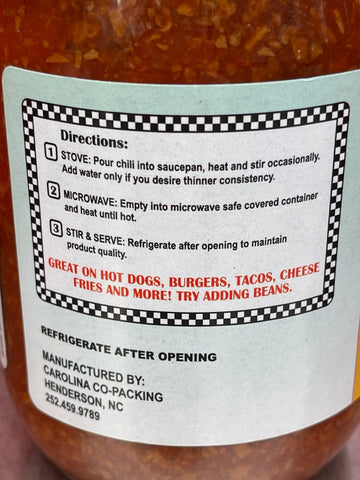 Directions:
1 STOVE: Pour chili into saucepan, heat and stir occasionally.
Add water only if you desire thinner consistency.
2 MICROWAVE: Empty into microwave safe covered container
and heat until hot.
3 STIR & SERVE: Refrigerate after opening to maintain
product quality.
GREAT ON HOT DOGS, BURGERS, TACOS, CHEESE
FRIES AND MORE! TRY ADDING BEANS.
REFRIGERATE AFTER OPENING
MANUFACTURED BY:
CAROLINA CO-PACKING
HENDERSON, NC
252.459.9789